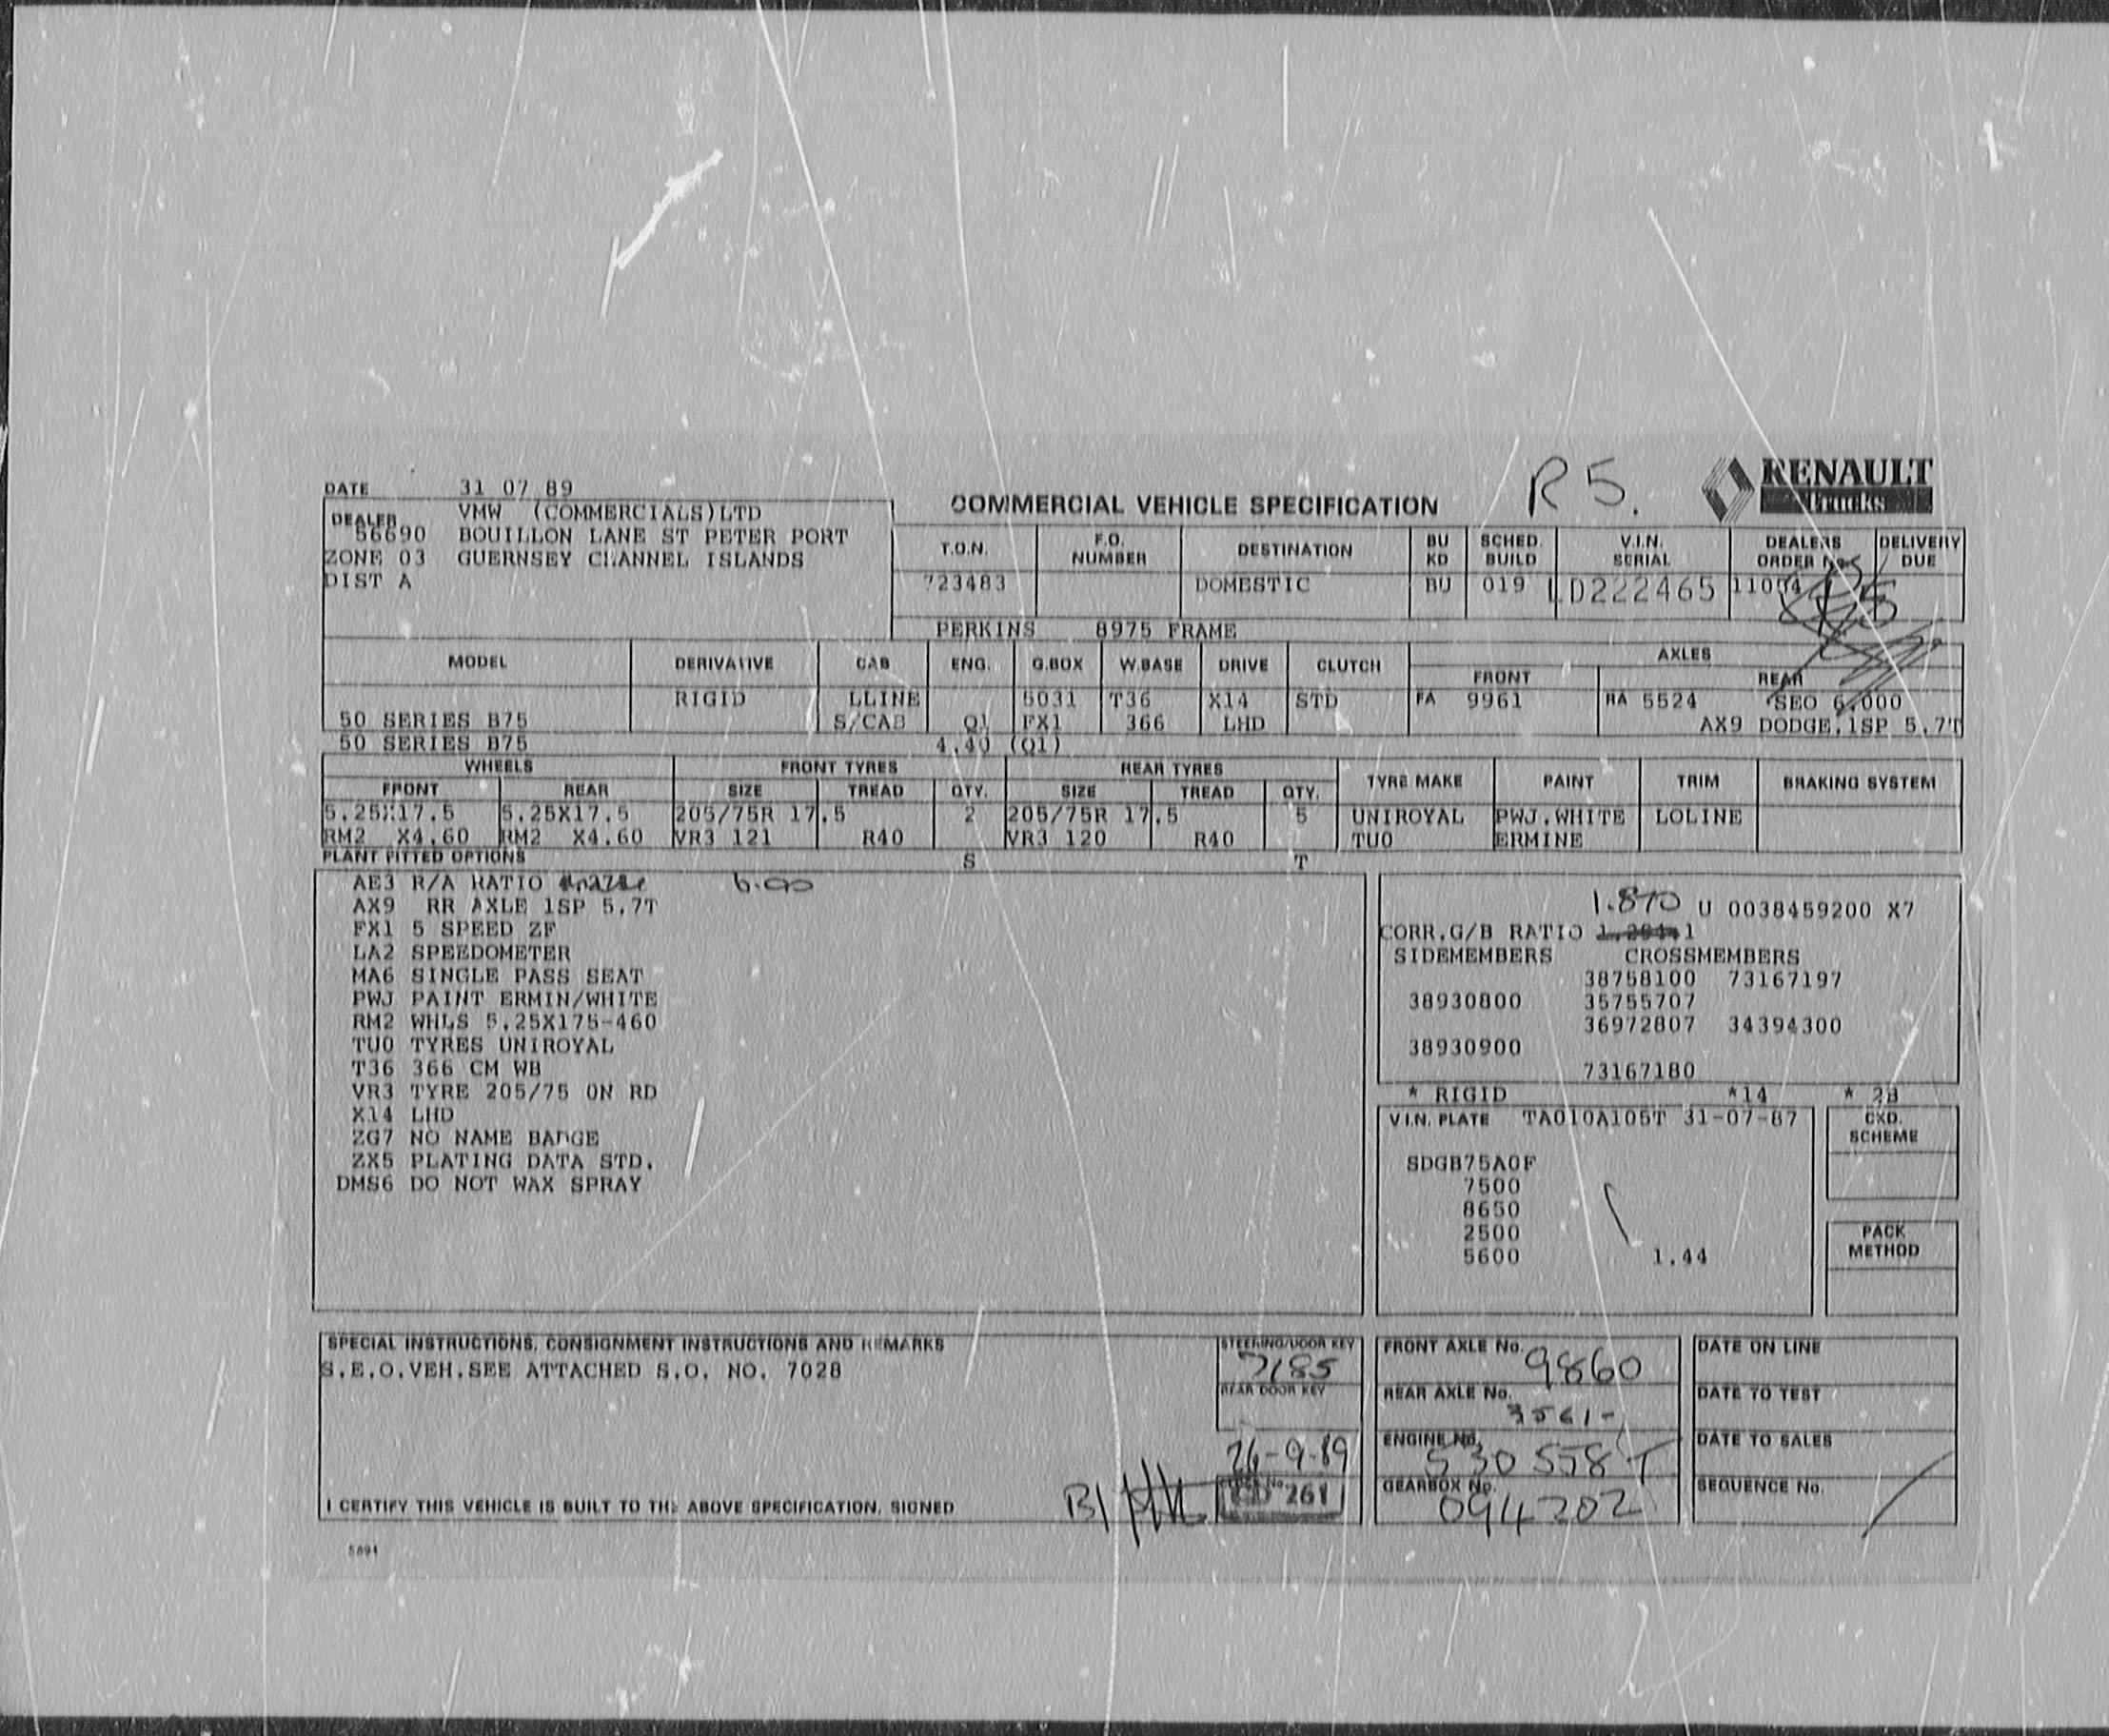 R5.
RENAULT
Trucks
DATE 31 07 89
COMMERCIAL VEHICLE SPECIFICATION
DEALER VMW (COMMERCIALS)LTD
56690 BOUILLON LANE ST PETER PORT
ZONE 03 GUERNSEY CHANNEL ISLANDS
DIST A
T.O.N. F.O. NUMBER DESTINATION BU KD SCHED. BUILD V.I.N. SERIAL DEALERS ORDER No. DELIVERY DUE
723483 DOMESTIC BU 019 LD222465
PERKINS 8975 FRAME
MODEL DERIVATIVE CAB ENG. G.BOX W.BASE DRIVE CLUTCH AXLES
FRONT REAR
RIGID LLINE 5031 T36 X14 STD FA 9961 RA 5524 SEO 6.000
50 SERIES B75 S/CAB Q1 FX1 366 LHD AX9 DODGE.1SP 5.7T
50 SERIES B75 4.40 (Q1)
WHEELS FRONT TYRES REAR TYRES TYRE MAKE PAINT TRIM BRAKING SYSTEM
FRONT REAR SIZE TREAD QTY. SIZE TREAD QTY.
5.25X17.5 5.25X17.5 205/75R 17.5 2 205/75R 17.5 5 UNIROYAL PWJ.WHITE LOLINE
RM2 X4.60 RM2 X4.60 VR3 121 R40 VR3 120 R40 TU0 ERMINE
PLANT FITTED OPTIONS S T
AE3 R/A RATIO 6.00
AX9 RR AXLE 1SP 5.7T
FX1 5 SPEED ZF
LA2 SPEEDOMETER
MA6 SINGLE PASS SEAT
PWJ PAINT ERMIN/WHITE
RM2 WHLS 5.25X175-460
TU0 TYRES UNIROYAL
T36 366 CM WB
VR3 TYRE 205/75 ON RD
X14 LHD
ZG7 NO NAME BADGE
ZX5 PLATING DATA STD.
DMS6 DO NOT WAX SPRAY
1.870 U 0038459200 X7
CORR.G/B RATIO 1
SIDEMEMBERS CROSSMEMBERS
38758100 73167197
38930800 35755707
36972807 34394300
38930900
73167180
* RIGID *14 * 2B
V.I.N. PLATE TA010A105T 31-07-87
CXD. SCHEME
SDGB75A0F
7500
8650
2500
5600 1.44
PACK METHOD
SPECIAL INSTRUCTIONS, CONSIGNMENT INSTRUCTIONS AND REMARKS
S.E.O.VEH.SEE ATTACHED S.O. NO. 7028
STEERING/DOOR KEY
7185
REAR DOOR KEY
26-9-89
261
I CERTIFY THIS VEHICLE IS BUILT TO THE ABOVE SPECIFICATION. SIGNED
FRONT AXLE No. 9860
REAR AXLE No. 3561-
ENGINE No. 530558 T
GEARBOX No. 094202
DATE ON LINE
DATE TO TEST
DATE TO SALES
SEQUENCE No.
5894